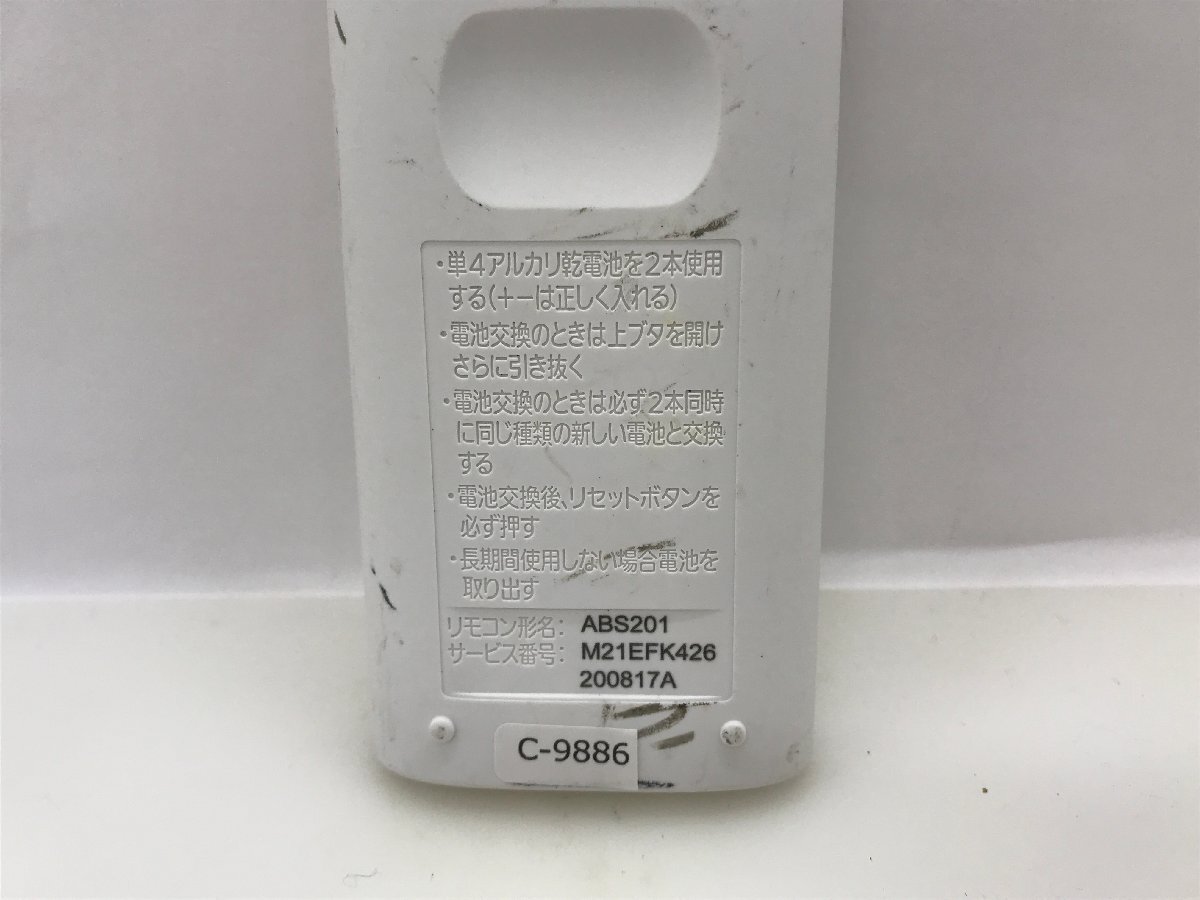 ・単4アルカリ乾電池を2本使用
する(+-は正しく入れる)
・電池交換のときは上ブタを開け
さらに引き抜く
・電池交換のときは必ず2本同時
に同じ種類の新しい電池と交換
する
・電池交換後、リセットボタンを
必ず押す
・長期間使用しない場合電池を
取り出す
リモコン形名: ABS201
サービス番号: M21EFK426
200817A
C-9886